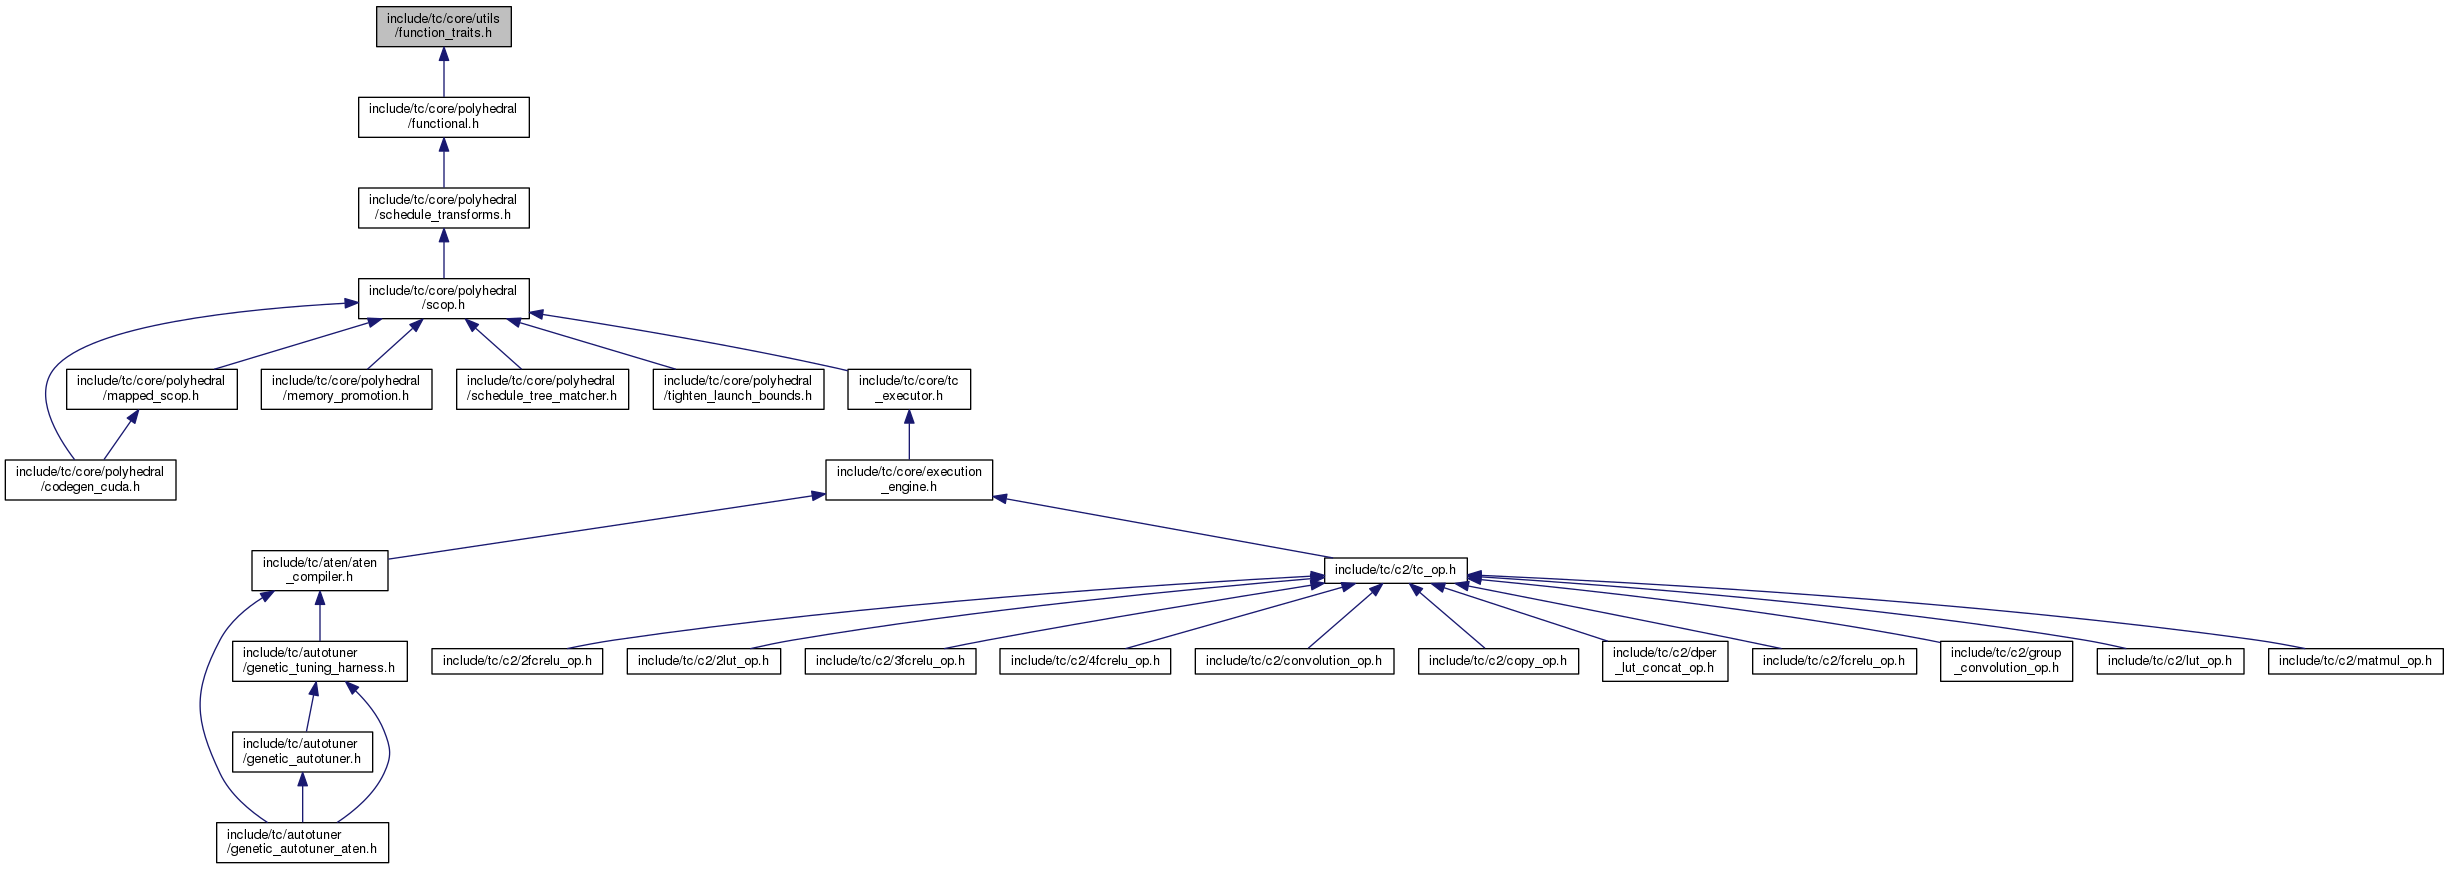 include/tc/core/utils
/function_traits.h
include/tc/core/polyhedral
/functional.h
include/tc/core/polyhedral
/schedule_transforms.h
include/tc/core/polyhedral
/scop.h
include/tc/core/polyhedral
/mapped_scop.h
include/tc/core/polyhedral
/memory_promotion.h
include/tc/core/polyhedral
/schedule_tree_matcher.h
include/tc/core/polyhedral
/tighten_launch_bounds.h
include/tc/core/tc
_executor.h
include/tc/core/polyhedral
/codegen_cuda.h
include/tc/core/execution
_engine.h
include/tc/aten/aten
_compiler.h
include/tc/c2/tc_op.h
include/tc/autotuner
/genetic_tuning_harness.h
include/tc/c2/2fcrelu_op.h
include/tc/c2/2lut_op.h
include/tc/c2/3fcrelu_op.h
include/tc/c2/4fcrelu_op.h
include/tc/c2/convolution_op.h
include/tc/c2/copy_op.h
include/tc/c2/dper
_lut_concat_op.h
include/tc/c2/fcrelu_op.h
include/tc/c2/group
_convolution_op.h
include/tc/c2/lut_op.h
include/tc/c2/matmul_op.h
include/tc/autotuner
/genetic_autotuner.h
include/tc/autotuner
/genetic_autotuner_aten.h